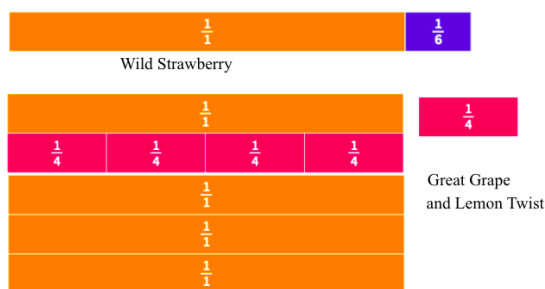 1/1 1/6
Wild Strawberry
1/1
1/4
1/4 1/4 1/4 1/4
Great Grape
1/1
and Lemon Twist
1/1
1/1